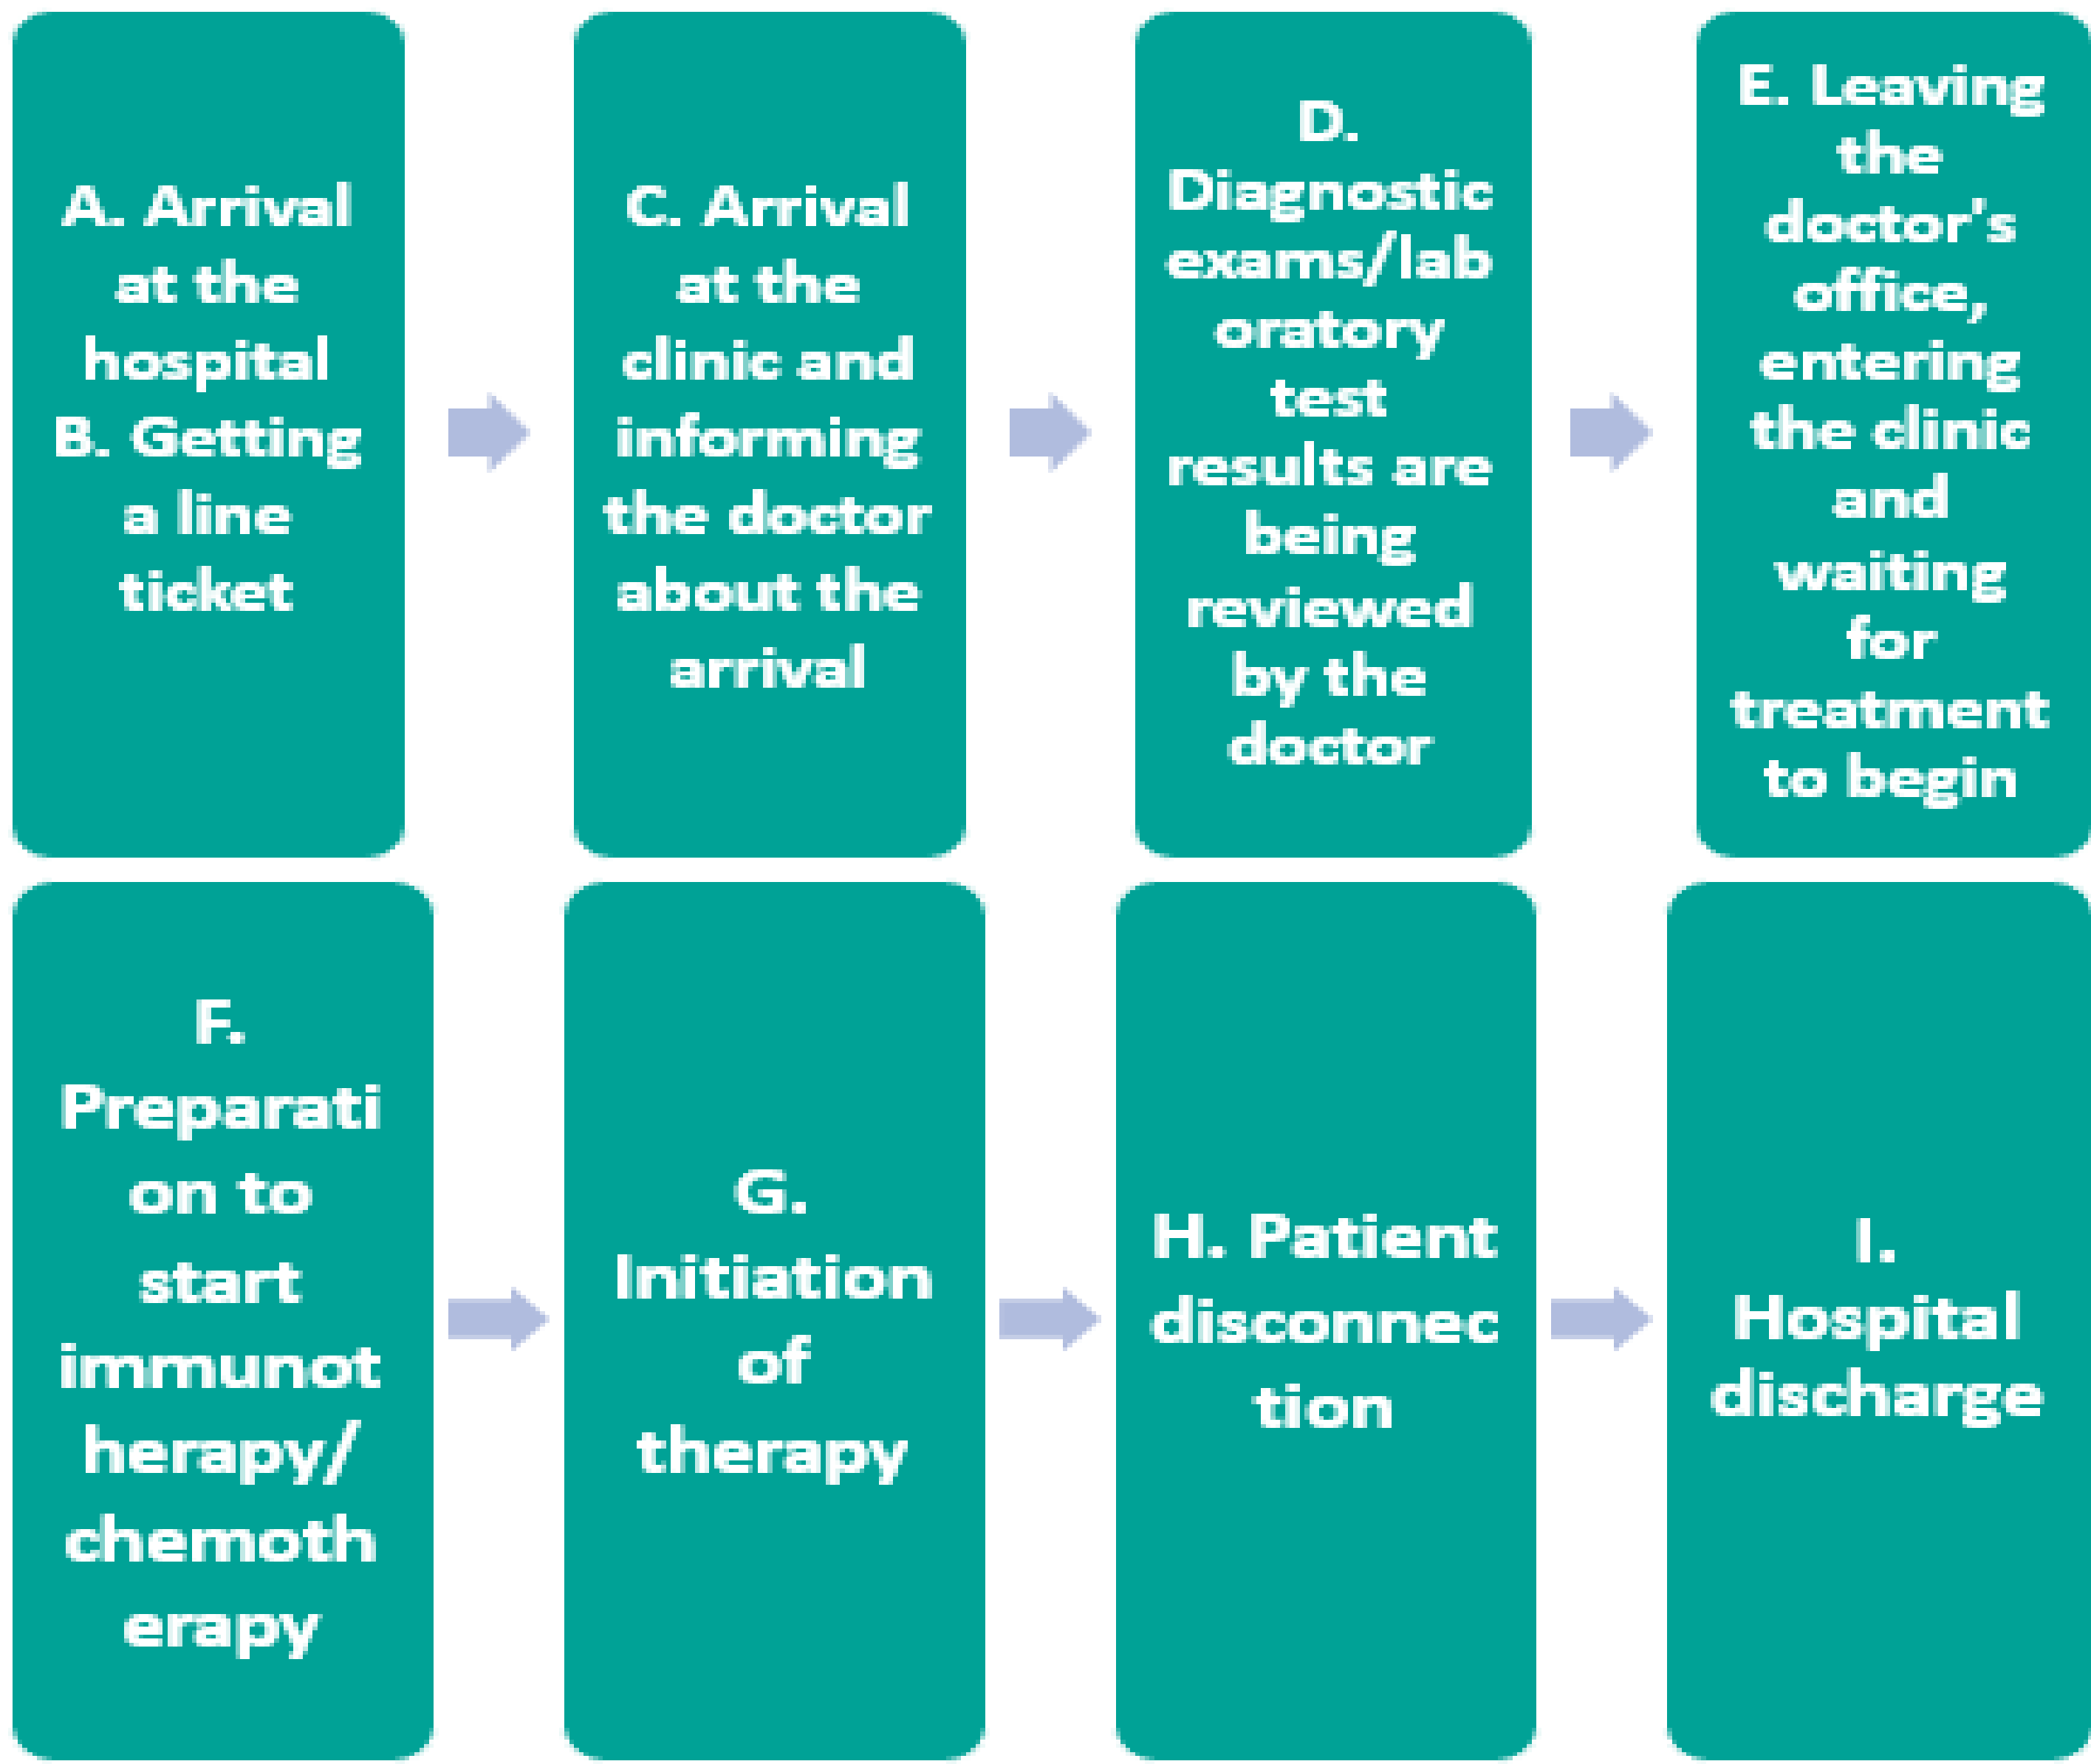 A. Arrival
at the
hospital
B. Getting
a line
ticket
C. Arrival
at the
clinic and
informing
the doctor
about the
arrival
D.
Diagnostic
exams/lab
oratory
test
results are
being
reviewed
by the
doctor
E. Leaving
the
doctor’s
office,
entering
the clinic
and
waiting
for
treatment
to begin
F.
Preparati
on to
start
immunot
herapy/
chemoth
erapy
G.
Initiation
of
therapy
H. Patient
disconnec
tion
I.
Hospital
discharge